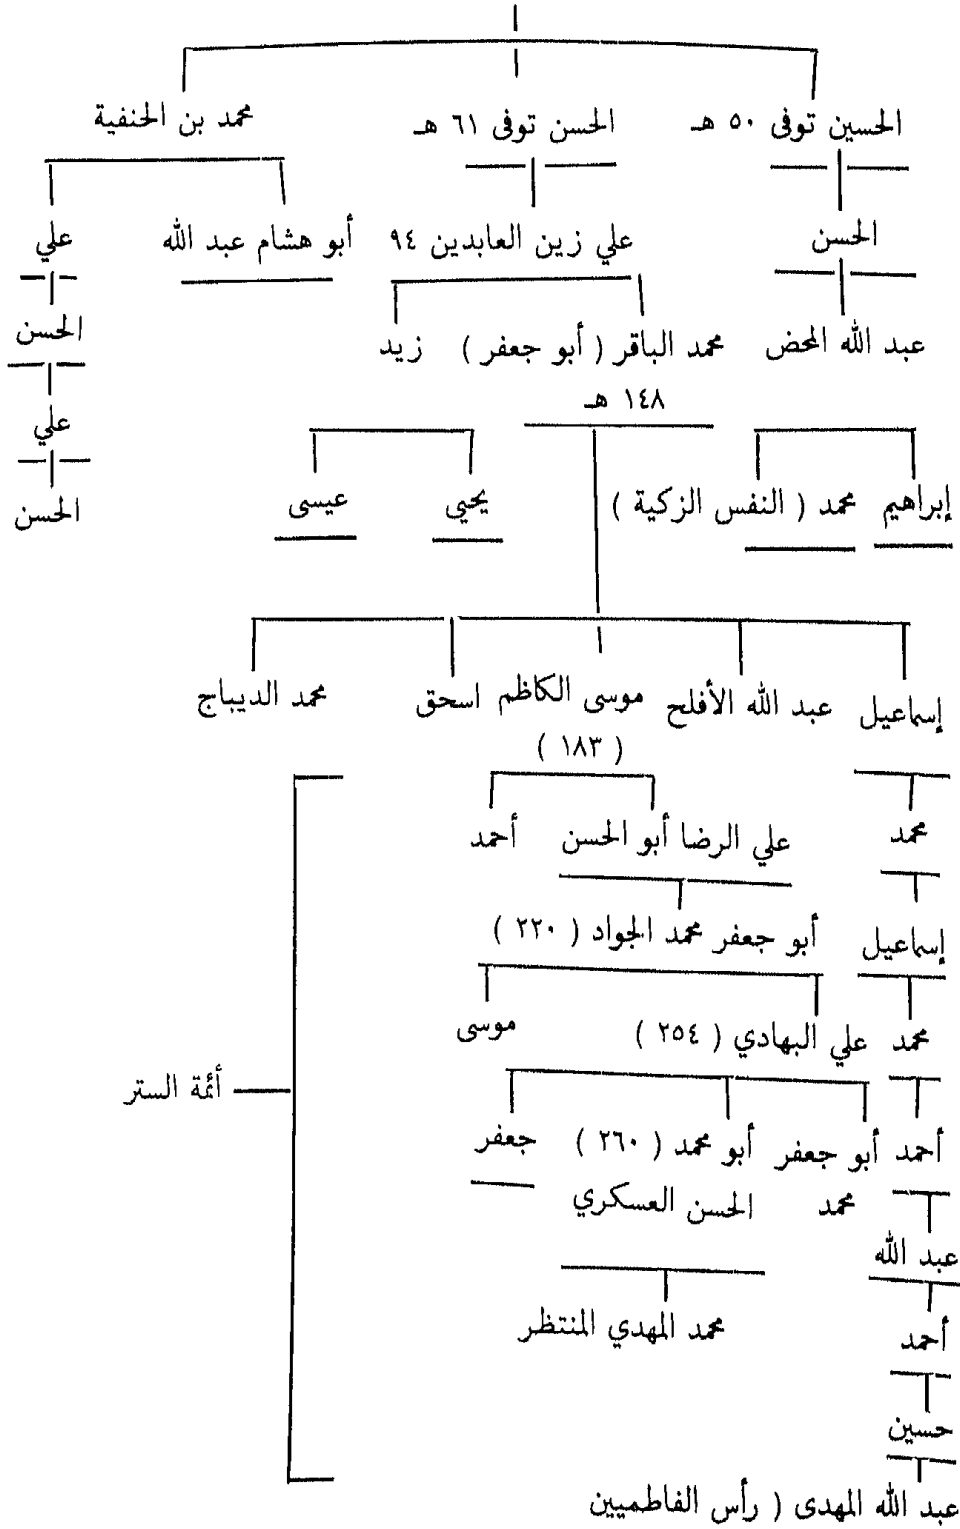 الحسين توفى ٥٠ هـ الحسن توفى ٦١ هـ محمد بن الحنفية
الحسن علي زين العابدين ٩٤ أبو هشام عبد الله علي
عبد الله المحض محمد الباقر ( أبو جعفر ) زيد الحسن
١٤٨ هـ
علي
إبراهيم محمد ( النفس الزكية ) يحيى عيسى الحسن
إسماعيل عبد الله الأفلح موسى الكاظم اسحق محمد الديباج
( ١٨٣ )
محمد علي الرضا أبو الحسن أحمد
إسماعيل أبو جعفر محمد الجواد ( ٢٢٠ )
محمد علي البهادي ( ٢٥٤ ) موسى
أئمة الستر
أحمد أبو جعفر أبو محمد ( ٢٦٠ ) جعفر
محمد الحسن العسكري
عبد الله
محمد المهدي المنتظر
أحمد
حسين
عبد الله المهدى ( رأس الفاطميين